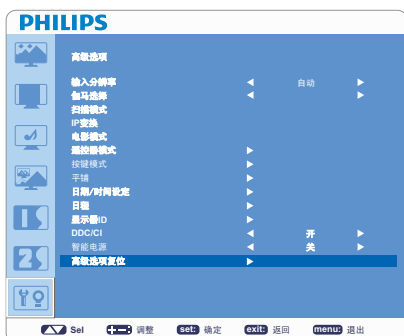 PHILIPS
高级选项
输入分辨率 自动
伽马选择
扫描模式
IP变换
电影模式
遥控器模式
按键模式
平铺
日期/时间设定
日程
显示器ID
DDC/CI 开
智能电源 关
高级选项复位
Sel 调整 set: 确定 exit: 返回 menu: 退出